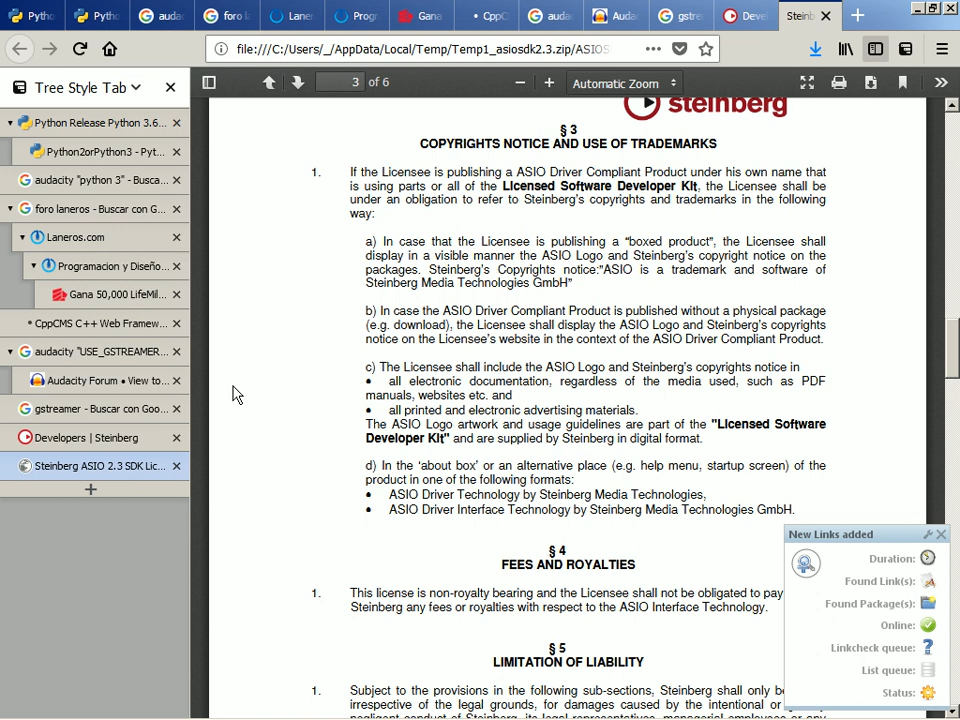 Pytho
Pytho
audac
foro la
Laner
Progr
Gana
CppC
audac
Audac
gstrea
Devel
Steinb
file:///C:/Users/_/AppData/Local/Temp/Temp1_asiosdk2.3.zip/ASIOS
Tree Style Tab
3 of 6
Automatic Zoom
Python Release Python 3.6...
Python2orPython3 - Pyt...
audacity "python 3" - Busca...
foro laneros - Buscar con G...
Laneros.com
Programacion y Diseño...
Gana 50,000 LifeMil...
CppCMS C++ Web Framew...
audacity "USE_GSTREAMER...
Audacity Forum • View to...
gstreamer - Buscar con Goo...
Developers | Steinberg
Steinberg ASIO 2.3 SDK Lic...
steinberg
§ 3
COPYRIGHTS NOTICE AND USE OF TRADEMARKS
1. If the Licensee is publishing a ASIO Driver Compliant Product under his own name that
is using parts or all of the Licensed Software Developer Kit, the Licensee shall be
under an obligation to refer to Steinberg's copyrights and trademarks in the following
way:
a) In case that the Licensee is publishing a "boxed product", the Licensee shall
display in a visible manner the ASIO Logo and Steinberg's copyright notice on the
packages. Steinberg's Copyrights notice:"ASIO is a trademark and software of
Steinberg Media Technologies GmbH"
b) In case the ASIO Driver Compliant Product is published without a physical package
(e.g. download), the Licensee shall display the ASIO Logo and Steinberg's copyrights
notice on the Licensee's website in the context of the ASIO Driver Compliant Product.
c) The Licensee shall include the ASIO Logo and Steinberg's copyrights notice in
• all electronic documentation, regardless of the media used, such as PDF
manuals, websites etc. and
• all printed and electronic advertising materials.
The ASIO Logo artwork and usage guidelines are part of the "Licensed Software
Developer Kit" and are supplied by Steinberg in digital format.
d) In the 'about box' or an alternative place (e.g. help menu, startup screen) of the
product in one of the following formats:
• ASIO Driver Technology by Steinberg Media Technologies,
• ASIO Driver Interface Technology by Steinberg Media Technologies GmbH.
§ 4
FEES AND ROYALTIES
1. This license is non-royalty bearing and the Licensee shall not be obligated to pay
Steinberg any fees or royalties with respect to the ASIO Interface Technology.
§ 5
LIMITATION OF LIABILITY
1. Subject to the provisions in the following sub-sections, Steinberg shall only be
irrespective of the legal grounds, for damages caused by the intentional or
negligent conduct of Steinberg, its legal representatives, managerial employees or any
New Links added
Duration:
Found Link(s):
Found Package(s):
Online:
Linkcheck queue:
List queue:
Status: